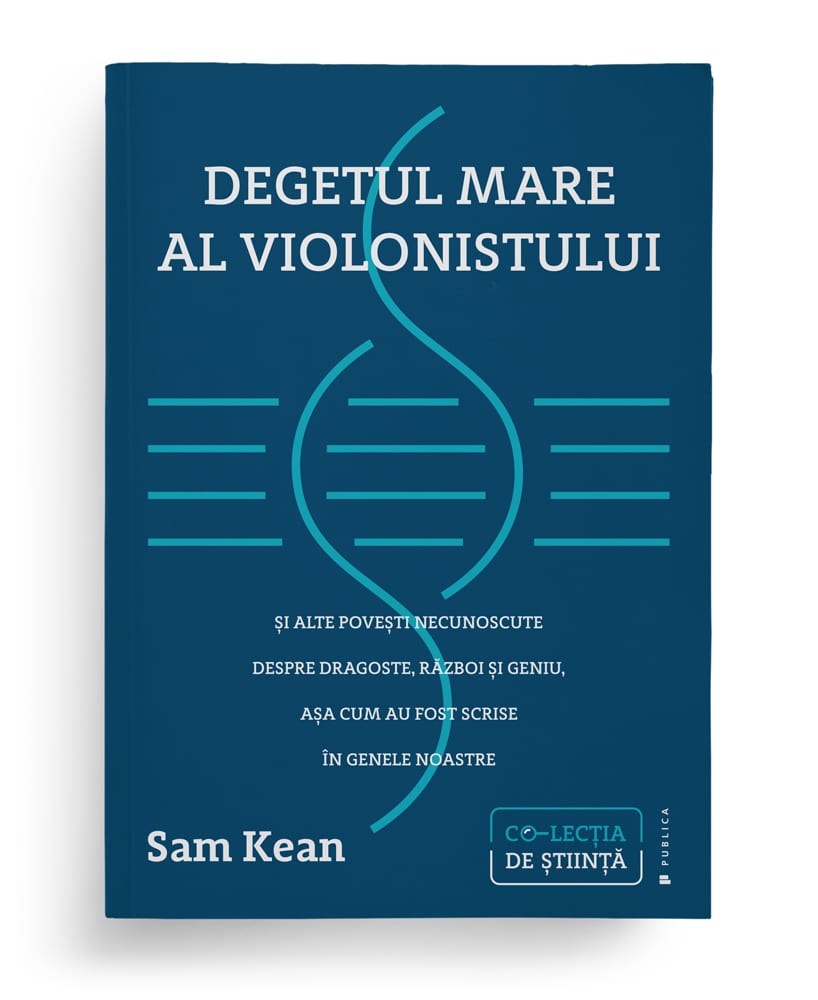 DEGETUL MARE
AL VIOLONISTULUI
ȘI ALTE POVEȘTI NECUNOSCUTE
DESPRE DRAGOSTE, RĂZBOI ȘI GENIU,
AȘA CUM AU FOST SCRISE
ÎN GENELE NOASTRE
Sam Kean
CO-LECȚIA
DE ȘTIINȚĂ
PUBLICA